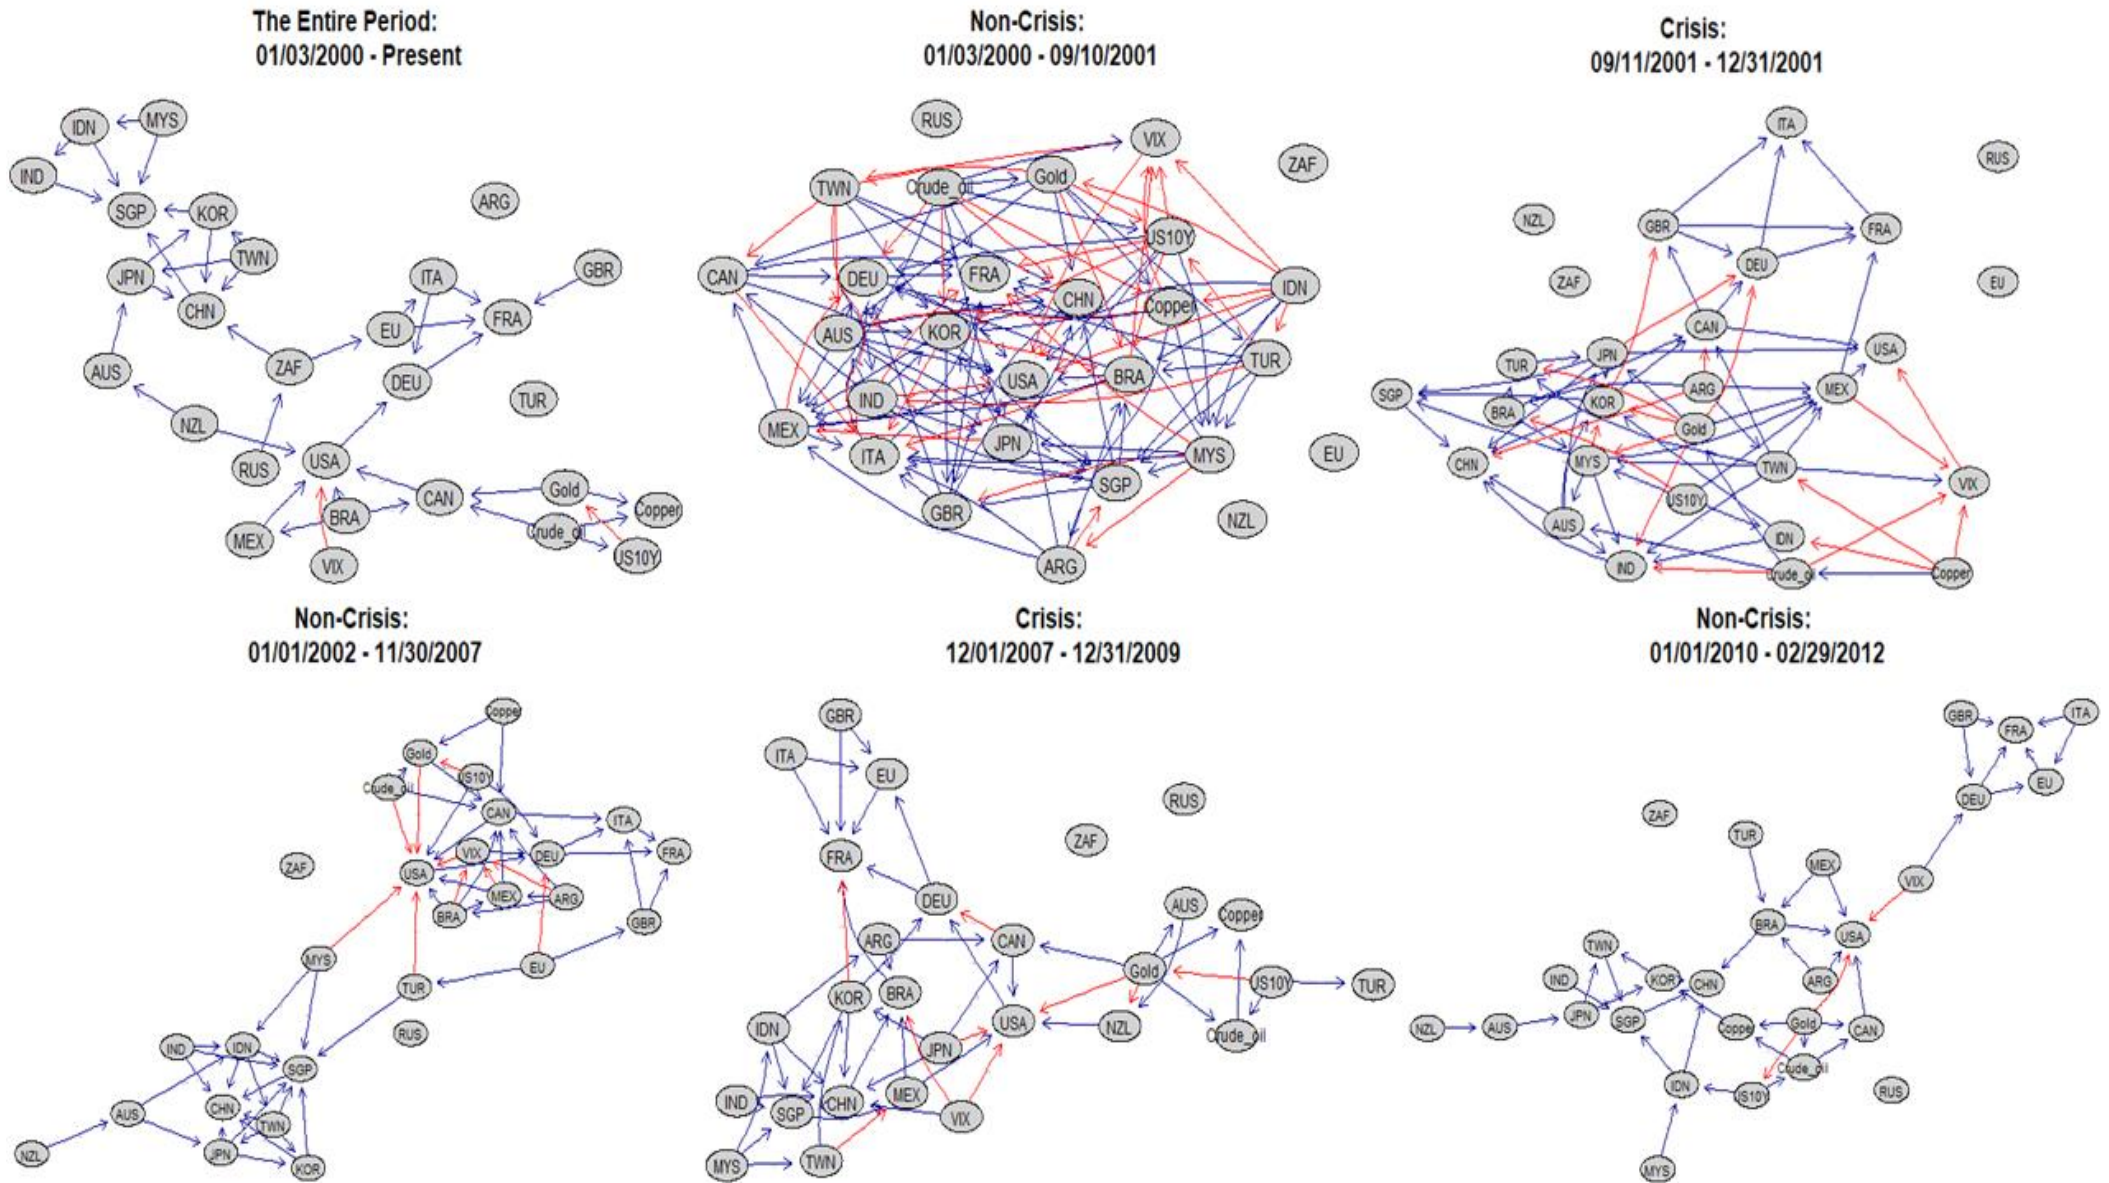 The Entire Period:
01/03/2000 - Present
IDN
MYS
IND
SGP
KOR
ARG
TWN
JPN
ITA
GBR
CHN
EU
FRA
AUS
ZAF
DEU
TUR
NZL
RUS
USA
CAN
Gold
Copper
BRA
Crude_oil
MEX
VIX
US10Y
Non-Crisis:
01/03/2000 - 09/10/2001
RUS
VIX
ZAF
TWN
Crude_oil
Gold
US10Y
CAN
DEU
FRA
CHN
Copper
IDN
AUS
KOR
TUR
USA
BRA
IND
MEX
ITA
JPN
MYS
EU
SGP
GBR
NZL
ARG
Crisis:
09/11/2001 - 12/31/2001
ITA
RUS
NZL
GBR
FRA
DEU
ZAF
EU
CAN
USA
JPN
TUR
SGP
ARG
MEX
BRA
KOR
Gold
CHN
MYS
TWN
VIX
US10Y
AUS
IDN
IND
Crude_oil
Copper
Non-Crisis:
01/01/2002 - 11/30/2007
Copper
Gold
US10Y
Crude_oil
CAN
ITA
VIX
DEU
FRA
ZAF
USA
MEX
ARG
BRA
GBR
MYS
EU
TUR
RUS
IND
IDN
SGP
CHN
AUS
TWN
NZL
JPN
KOR
Crisis:
12/01/2007 - 12/31/2009
GBR
ITA
EU
RUS
ZAF
FRA
DEU
AUS
Copper
ARG
CAN
Gold
US10Y
TUR
KOR
BRA
IDN
USA
NZL
Crude_oil
JPN
IND
SGP
CHN
MEX
VIX
MYS
TWN
Non-Crisis:
01/01/2010 - 02/29/2012
GBR
FRA
ITA
EU
DEU
ZAF
TUR
MEX
VIX
BRA
USA
TWN
IND
KOR
CHN
ARG
NZL
AUS
JPN
SGP
Coppe
Gold
CAN
Crude_oil
IDN
US10Y
RUS
MYS